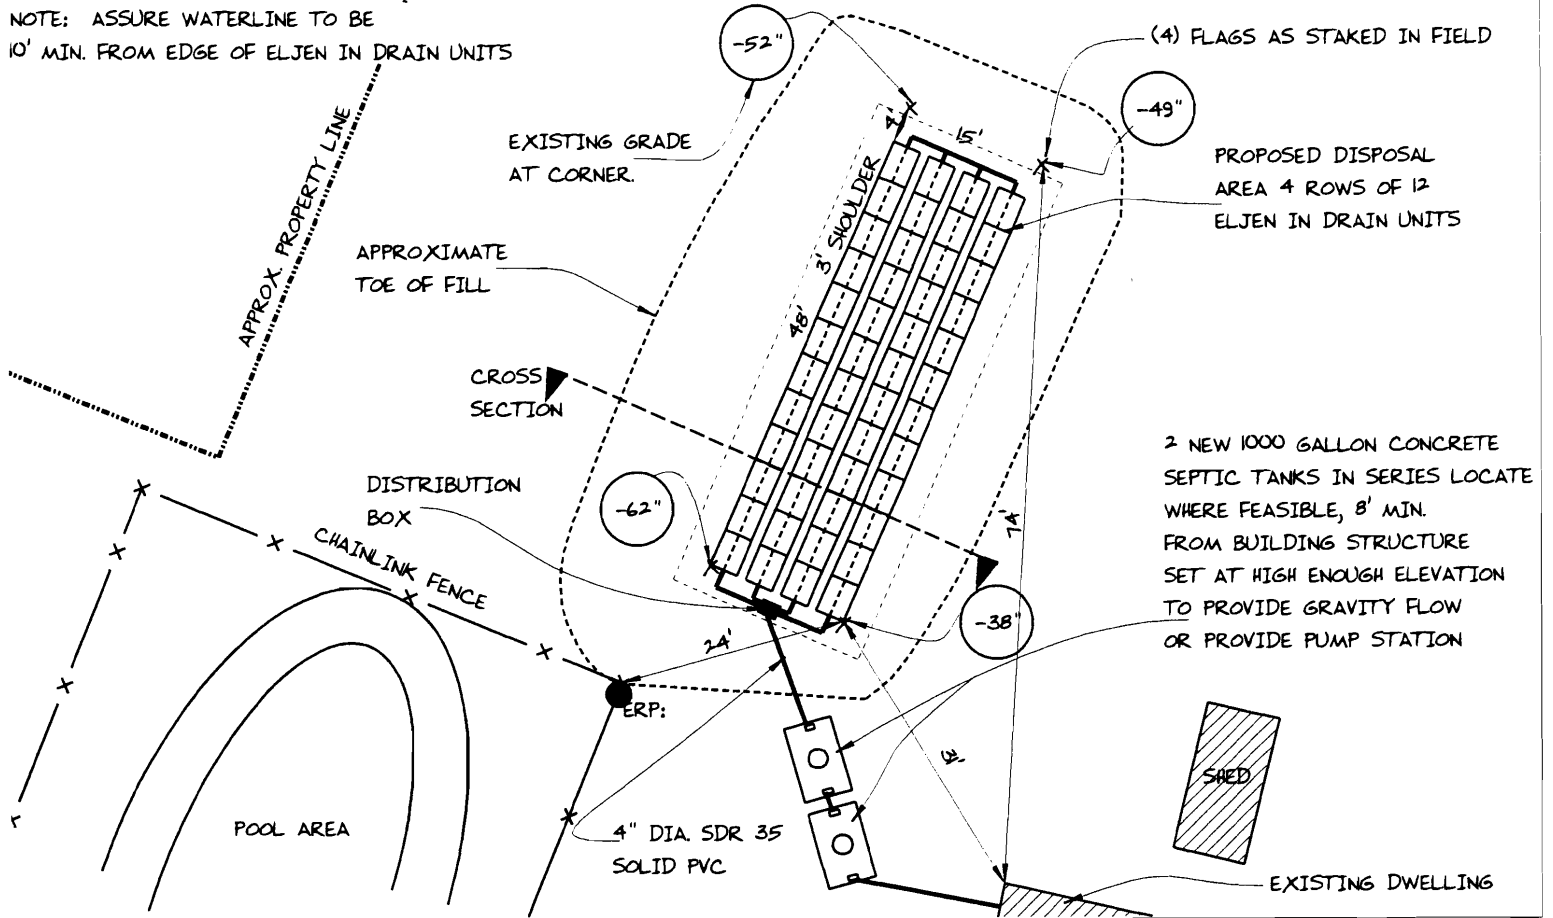 NOTE: ASSURE WATERLINE TO BE
10' MIN. FROM EDGE OF ELJEN IN DRAIN UNITS
-52"
(4) FLAGS AS STAKED IN FIELD
-49"
EXISTING GRADE
AT CORNER.
4'
15'
PROPOSED DISPOSAL
AREA 4 ROWS OF 12
ELJEN IN DRAIN UNITS
APPROX. PROPERTY LINE
3' SHOULDER
APPROXIMATE
TOE OF FILL
48'
CROSS
SECTION
DISTRIBUTION
BOX
-62"
74'
2 NEW 1000 GALLON CONCRETE
SEPTIC TANKS IN SERIES LOCATE
WHERE FEASIBLE, 8' MIN.
FROM BUILDING STRUCTURE
SET AT HIGH ENOUGH ELEVATION
TO PROVIDE GRAVITY FLOW
OR PROVIDE PUMP STATION
CHAINLINK FENCE
-38"
24'
ERP:
31'
SHED
POOL AREA
4" DIA. SDR 35
SOLID PVC
EXISTING DWELLING